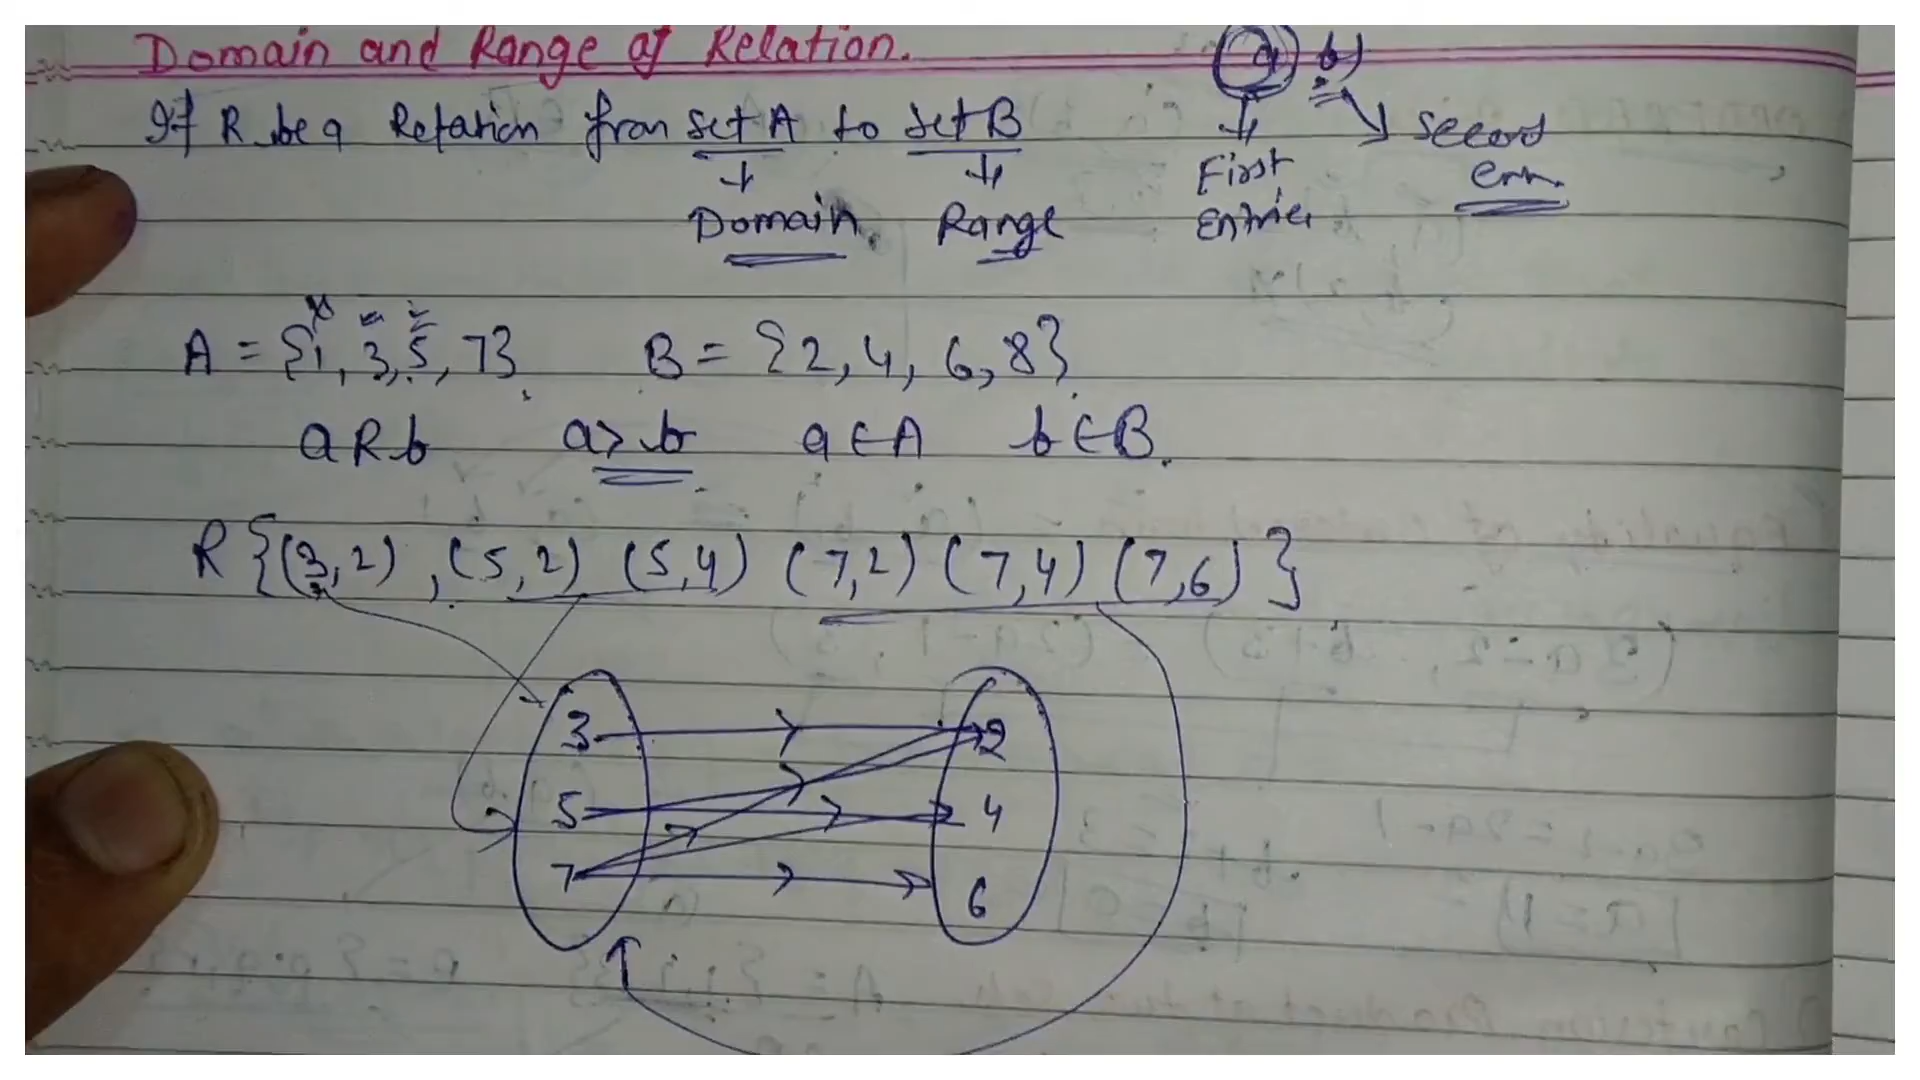 Domain and Range of Relation.
a b)
If R be a Relation from set A to set B
Second
First
Domain. Range
Entries
A = {1, 3, 5, 7} B = {2, 4, 6, 8}
a R b a > b a ∈ A b ∈ B.
R {(3,2) , (5,2) (5,4) (7,2) (7,4) (7,6) }
3 2
5 4
7 6